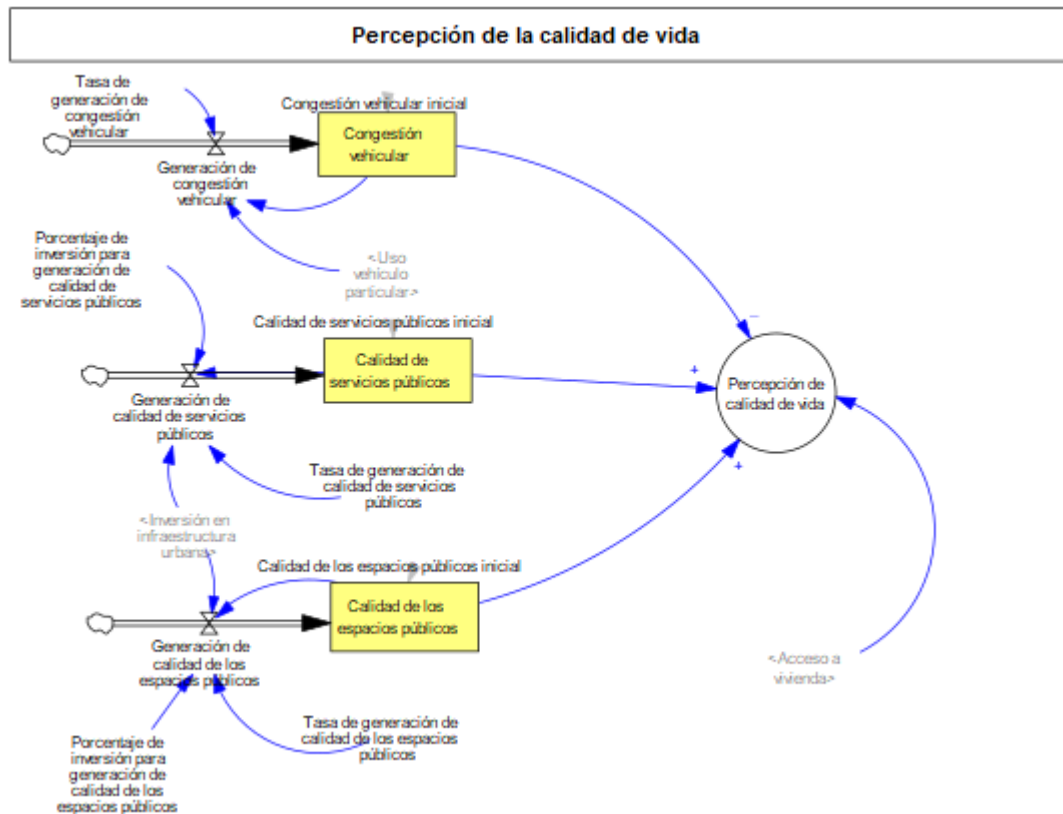 Percepción de la calidad de vida
Tasa de
generación de
congestión
vehicular
Congestión vehicular inicial
Congestión
vehicular
Generación de
congestión
vehicular
Porcentaje de
inversión para
generación de
calidad de
servicios públicos
<Uso
vehículo
particular>
Calidad de servicios públicos inicial
Calidad de
servicios públicos
Generación de
calidad de servicios
públicos
–
+
Percepción de
calidad de vida
+
Tasa de generación de
calidad de servicios
públicos
<Inversión en
infraestructura
urbana>
Calidad de los espacios públicos inicial
Calidad de los
espacios públicos
Generación de
calidad de los
espacios públicos
<Acceso a
vivienda>
Tasa de generación de
calidad de los espacios
públicos
Porcentaje de
inversión para
generación de
calidad de los
espacios públicos